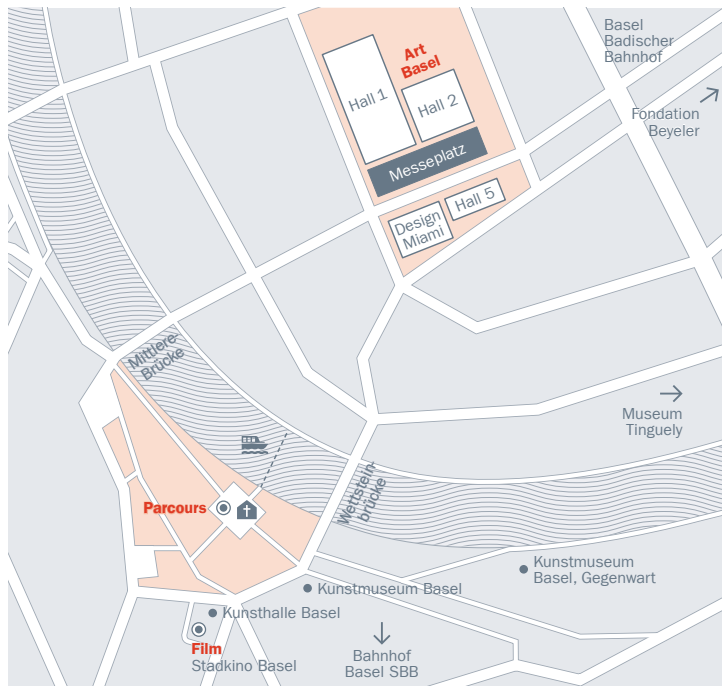 Basel
Badischer
Bahnhof
Art
Basel
Hall 1
Hall 2
Fondation
Beyeler
Messeplatz
Hall 5
Design
Miami
Mittlere-
Brücke
Museum
Tinguely
Wettstein-
brücke
Parcours
Kunstmuseum
Basel, Gegenwart
Kunstmuseum Basel
Kunsthalle Basel
Film
Stadkino Basel
Bahnhof
Basel SBB